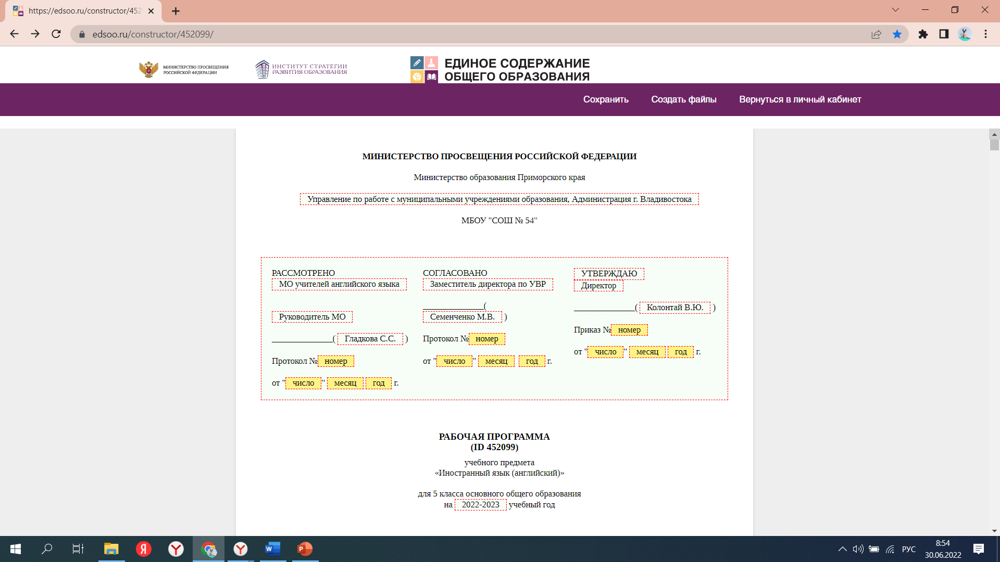 https://edsoo.ru/constructor/452
edsoo.ru/constructor/452099/
МИНИСТЕРСТВО ПРОСВЕЩЕНИЯ
РОССИЙСКОЙ ФЕДЕРАЦИИ
ИНСТИТУТ СТРАТЕГИИ
РАЗВИТИЯ ОБРАЗОВАНИЯ
ЕДИНОЕ СОДЕРЖАНИЕ
ОБЩЕГО ОБРАЗОВАНИЯ
Сохранить Создать файлы Вернуться в личный кабинет
МИНИСТЕРСТВО ПРОСВЕЩЕНИЯ РОССИЙСКОЙ ФЕДЕРАЦИИ
Министерство образования Приморского края
Управление по работе с муниципальными учреждениями образования, Администрация г. Владивостока
МБОУ "СОШ № 54"
РАССМОТРЕНО
МО учителей английского языка
Руководитель МО
______________( Гладкова С.С. )
Протокол № номер
от " число " месяц год г.
СОГЛАСОВАНО
Заместитель директора по УВР
______________(
Семенченко М.В. )
Протокол № номер
от " число " месяц год г.
УТВЕРЖДАЮ
Директор
______________( Колонтай В.Ю. )
Приказ № номер
от " число " месяц год г.
РАБОЧАЯ ПРОГРАММА
(ID 452099)
учебного предмета
«Иностранный язык (английский)»
для 5 класса основного общего образования
на 2022-2023 учебный год
Я
Y
Y
W
P
РУС
8:54
30.06.2022